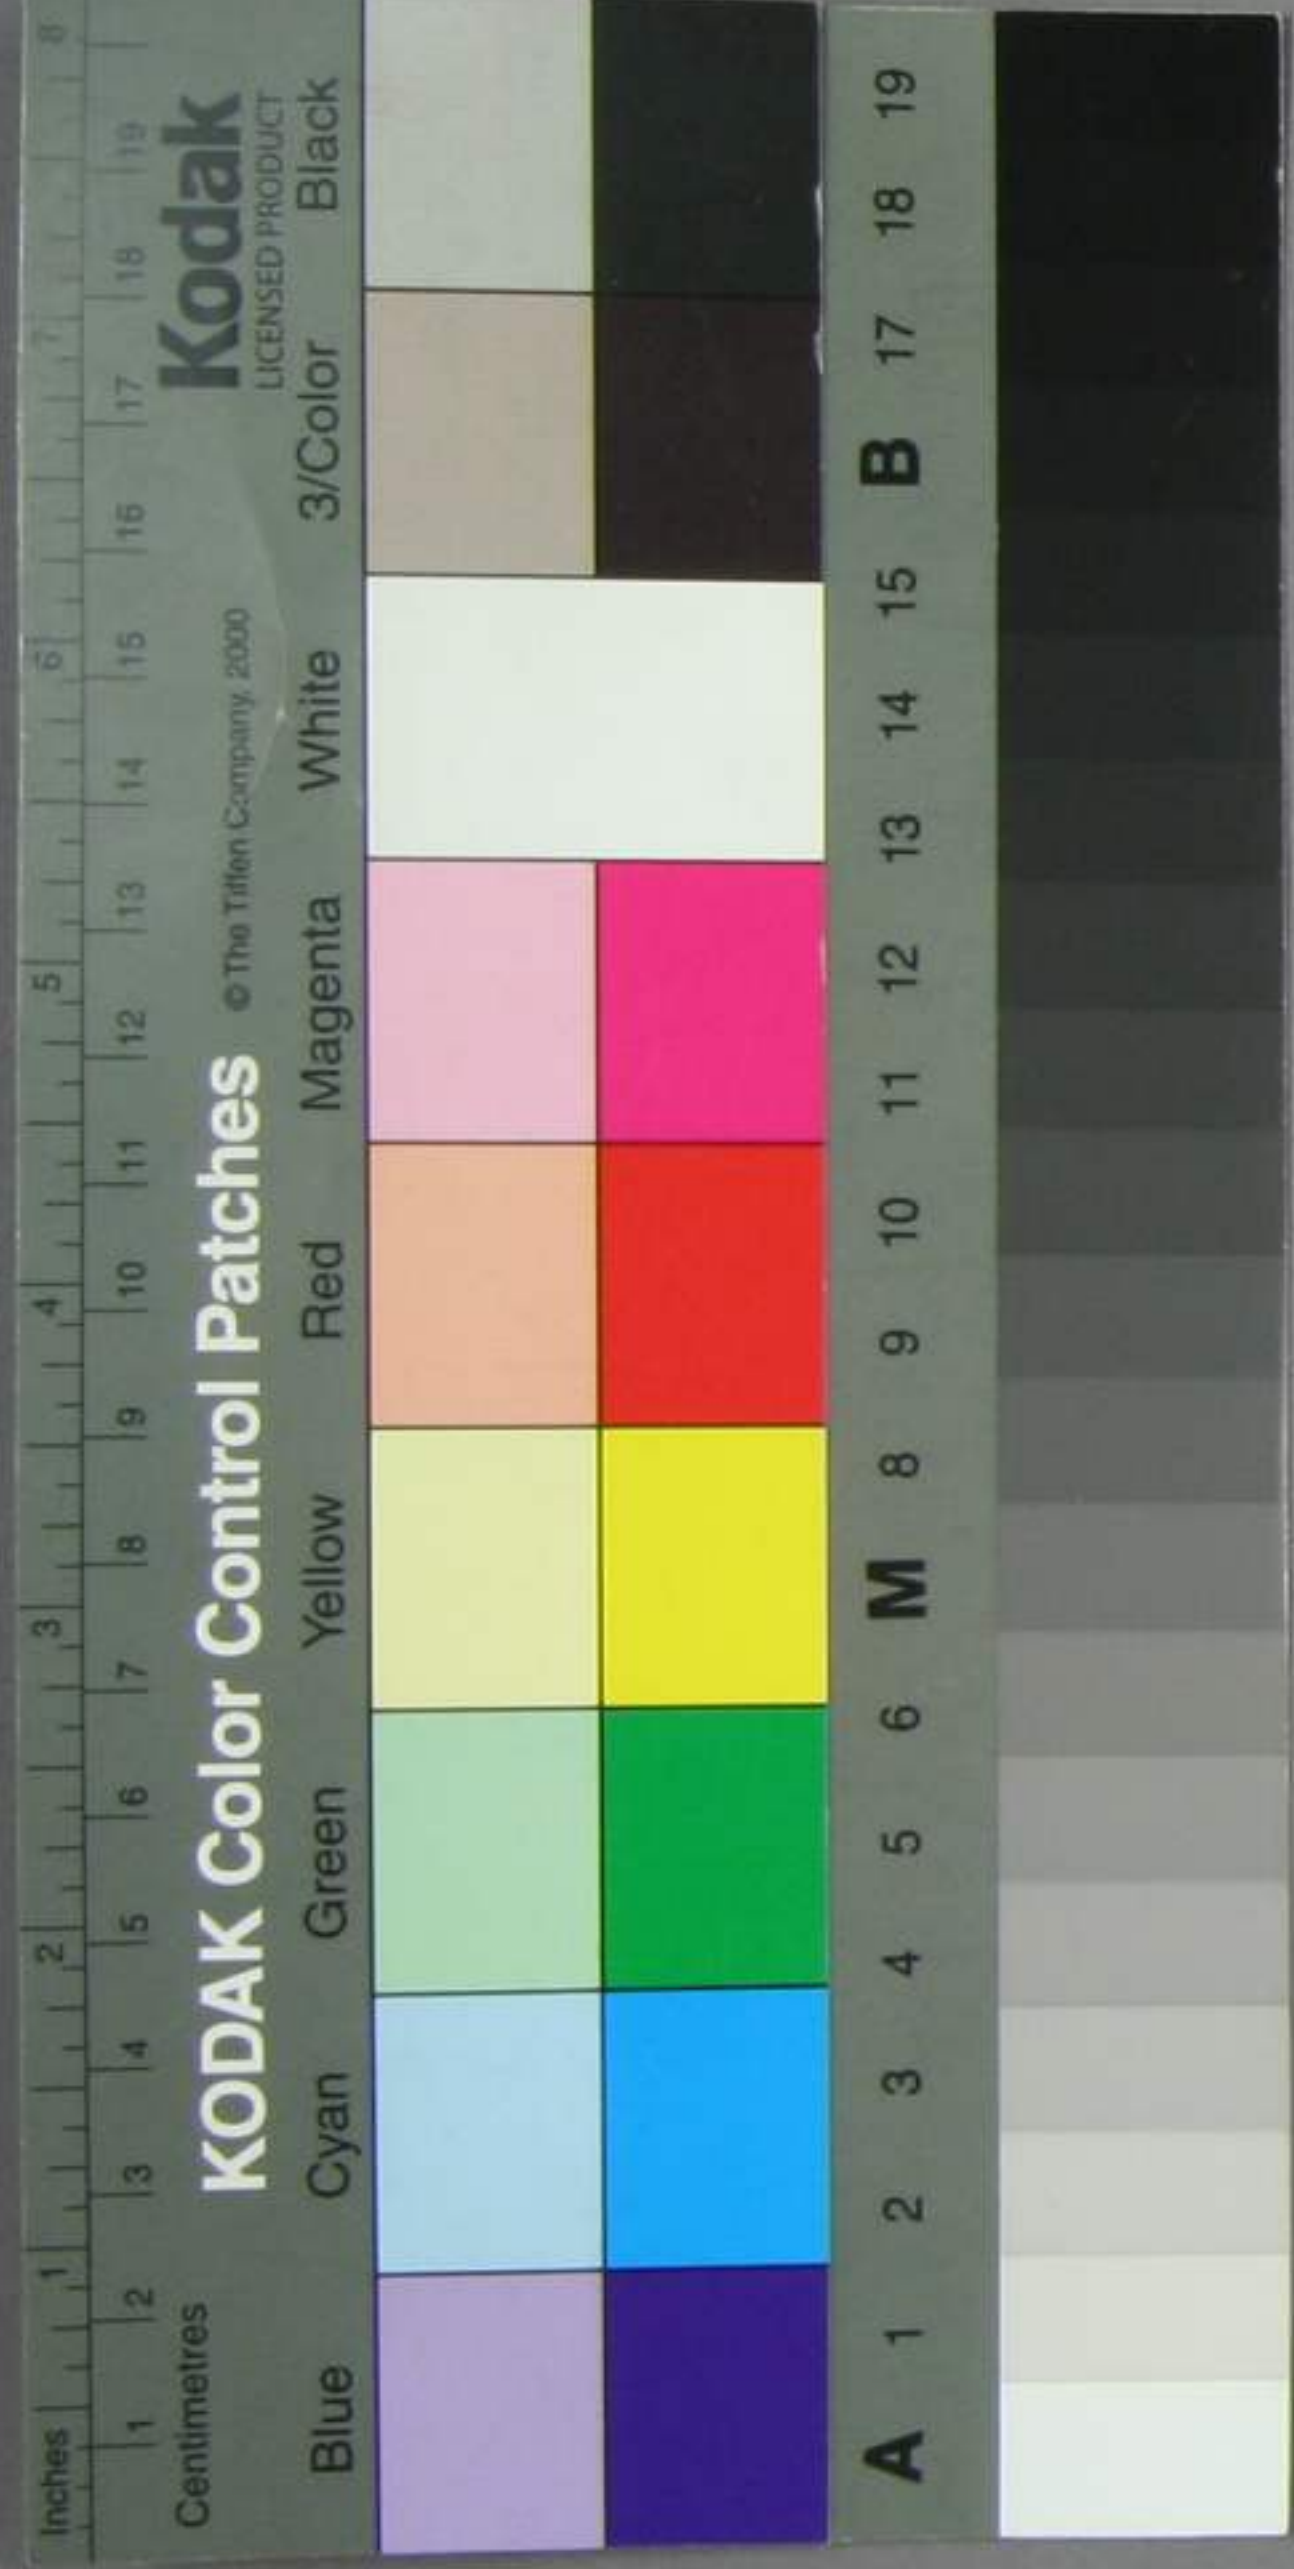 Inches 1 2 3 4 5 6 7 8
1 2 3 4 5 6 7 8 9 10 11 12 13 14 15 16 17 18 19
Centimetres
KODAK Color Control Patches © The Tiffen Company, 2000 Kodak
LICENSED PRODUCT
Blue Cyan Green Yellow Red Magenta White 3/Color Black
A 1 2 3 4 5 6 M 8 9 10 11 12 13 14 15 B 17 18 19